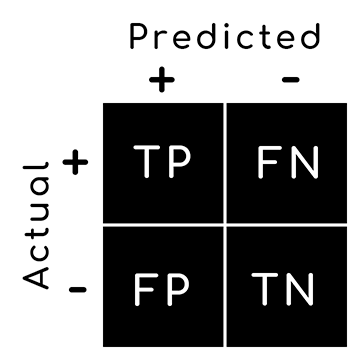 Predicted
+ -
Actual
+ TP FN
- FP TN